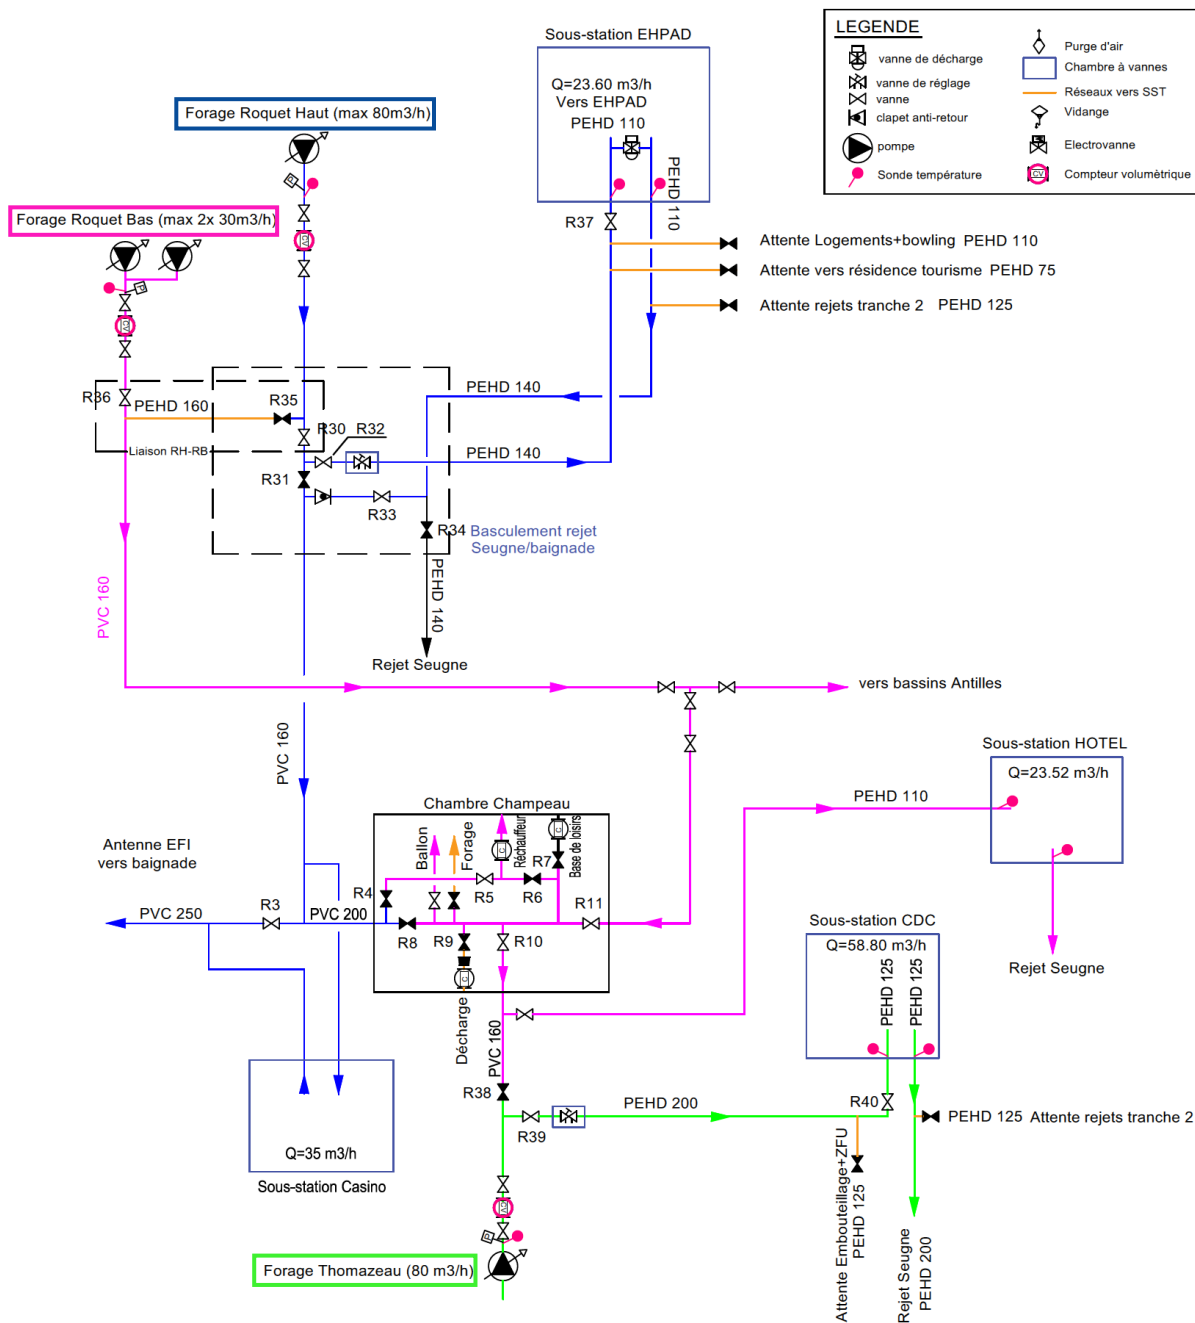 LEGENDE
vanne de décharge
vanne de réglage
vanne
clapet anti-retour
pompe
Sonde température
Purge d'air
Chambre à vannes
Réseaux vers SST
Vidange
Electrovanne
CV
Compteur volumètrique
Sous-station EHPAD
Q=23.60 m3/h
Vers EHPAD
PEHD 110
PEHD 110
R37
Attente Logements+bowling PEHD 110
Attente vers résidence tourisme PEHD 75
Attente rejets tranche 2 PEHD 125
Forage Roquet Haut (max 80m3/h)
PI
CV
Forage Roquet Bas (max 2x 30m3/h)
PI
CV
R36
PEHD 160
R35
Liaison RH-RB
R30
R32
PEHD 140
PEHD 140
R31
R33
R34
Basculement rejet
Seugne/baignade
PEHD 140
Rejet Seugne
PVC 160
vers bassins Antilles
PVC 160
Sous-station HOTEL
Q=23.52 m3/h
PEHD 110
Rejet Seugne
Chambre Champeau
Ballon
Forage
C
Réchauffeur
C
Base de loisirs
R7
R4
R5
R6
R11
R8
R9
R10
C
Décharge
Antenne EFI
vers baignade
PVC 250
R3
PVC 200
Sous-station CDC
Q=58.80 m3/h
PEHD 125
PEHD 125
PVC 160
R38
R39
PEHD 200
R40
PEHD 125 Attente rejets tranche 2
Attente Embouteillage+ZFU
PEHD 125
Rejet Seugne
PEHD 200
Q=35 m3/h
Sous-station Casino
CV
PI
Forage Thomazeau (80 m3/h)